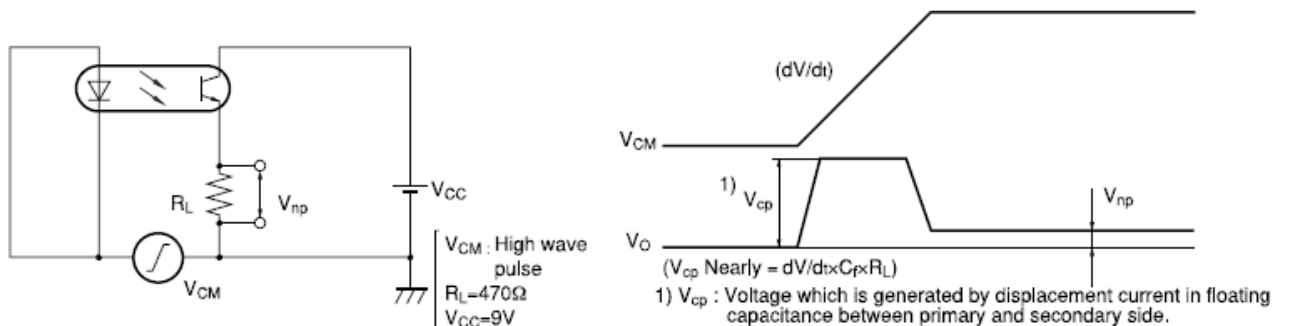 R_L
V_np
V_CC
V_CM
V_CM : High wave
pulse
R_L=470Ω
V_CC=9V
(dV/dt)
V_CM
1) V_cp
V_np
V_O
(V_cp Nearly = dV/dt×C_f×R_L)
1) V_cp : Voltage which is generated by displacement current in floating
capacitance between primary and secondary side.